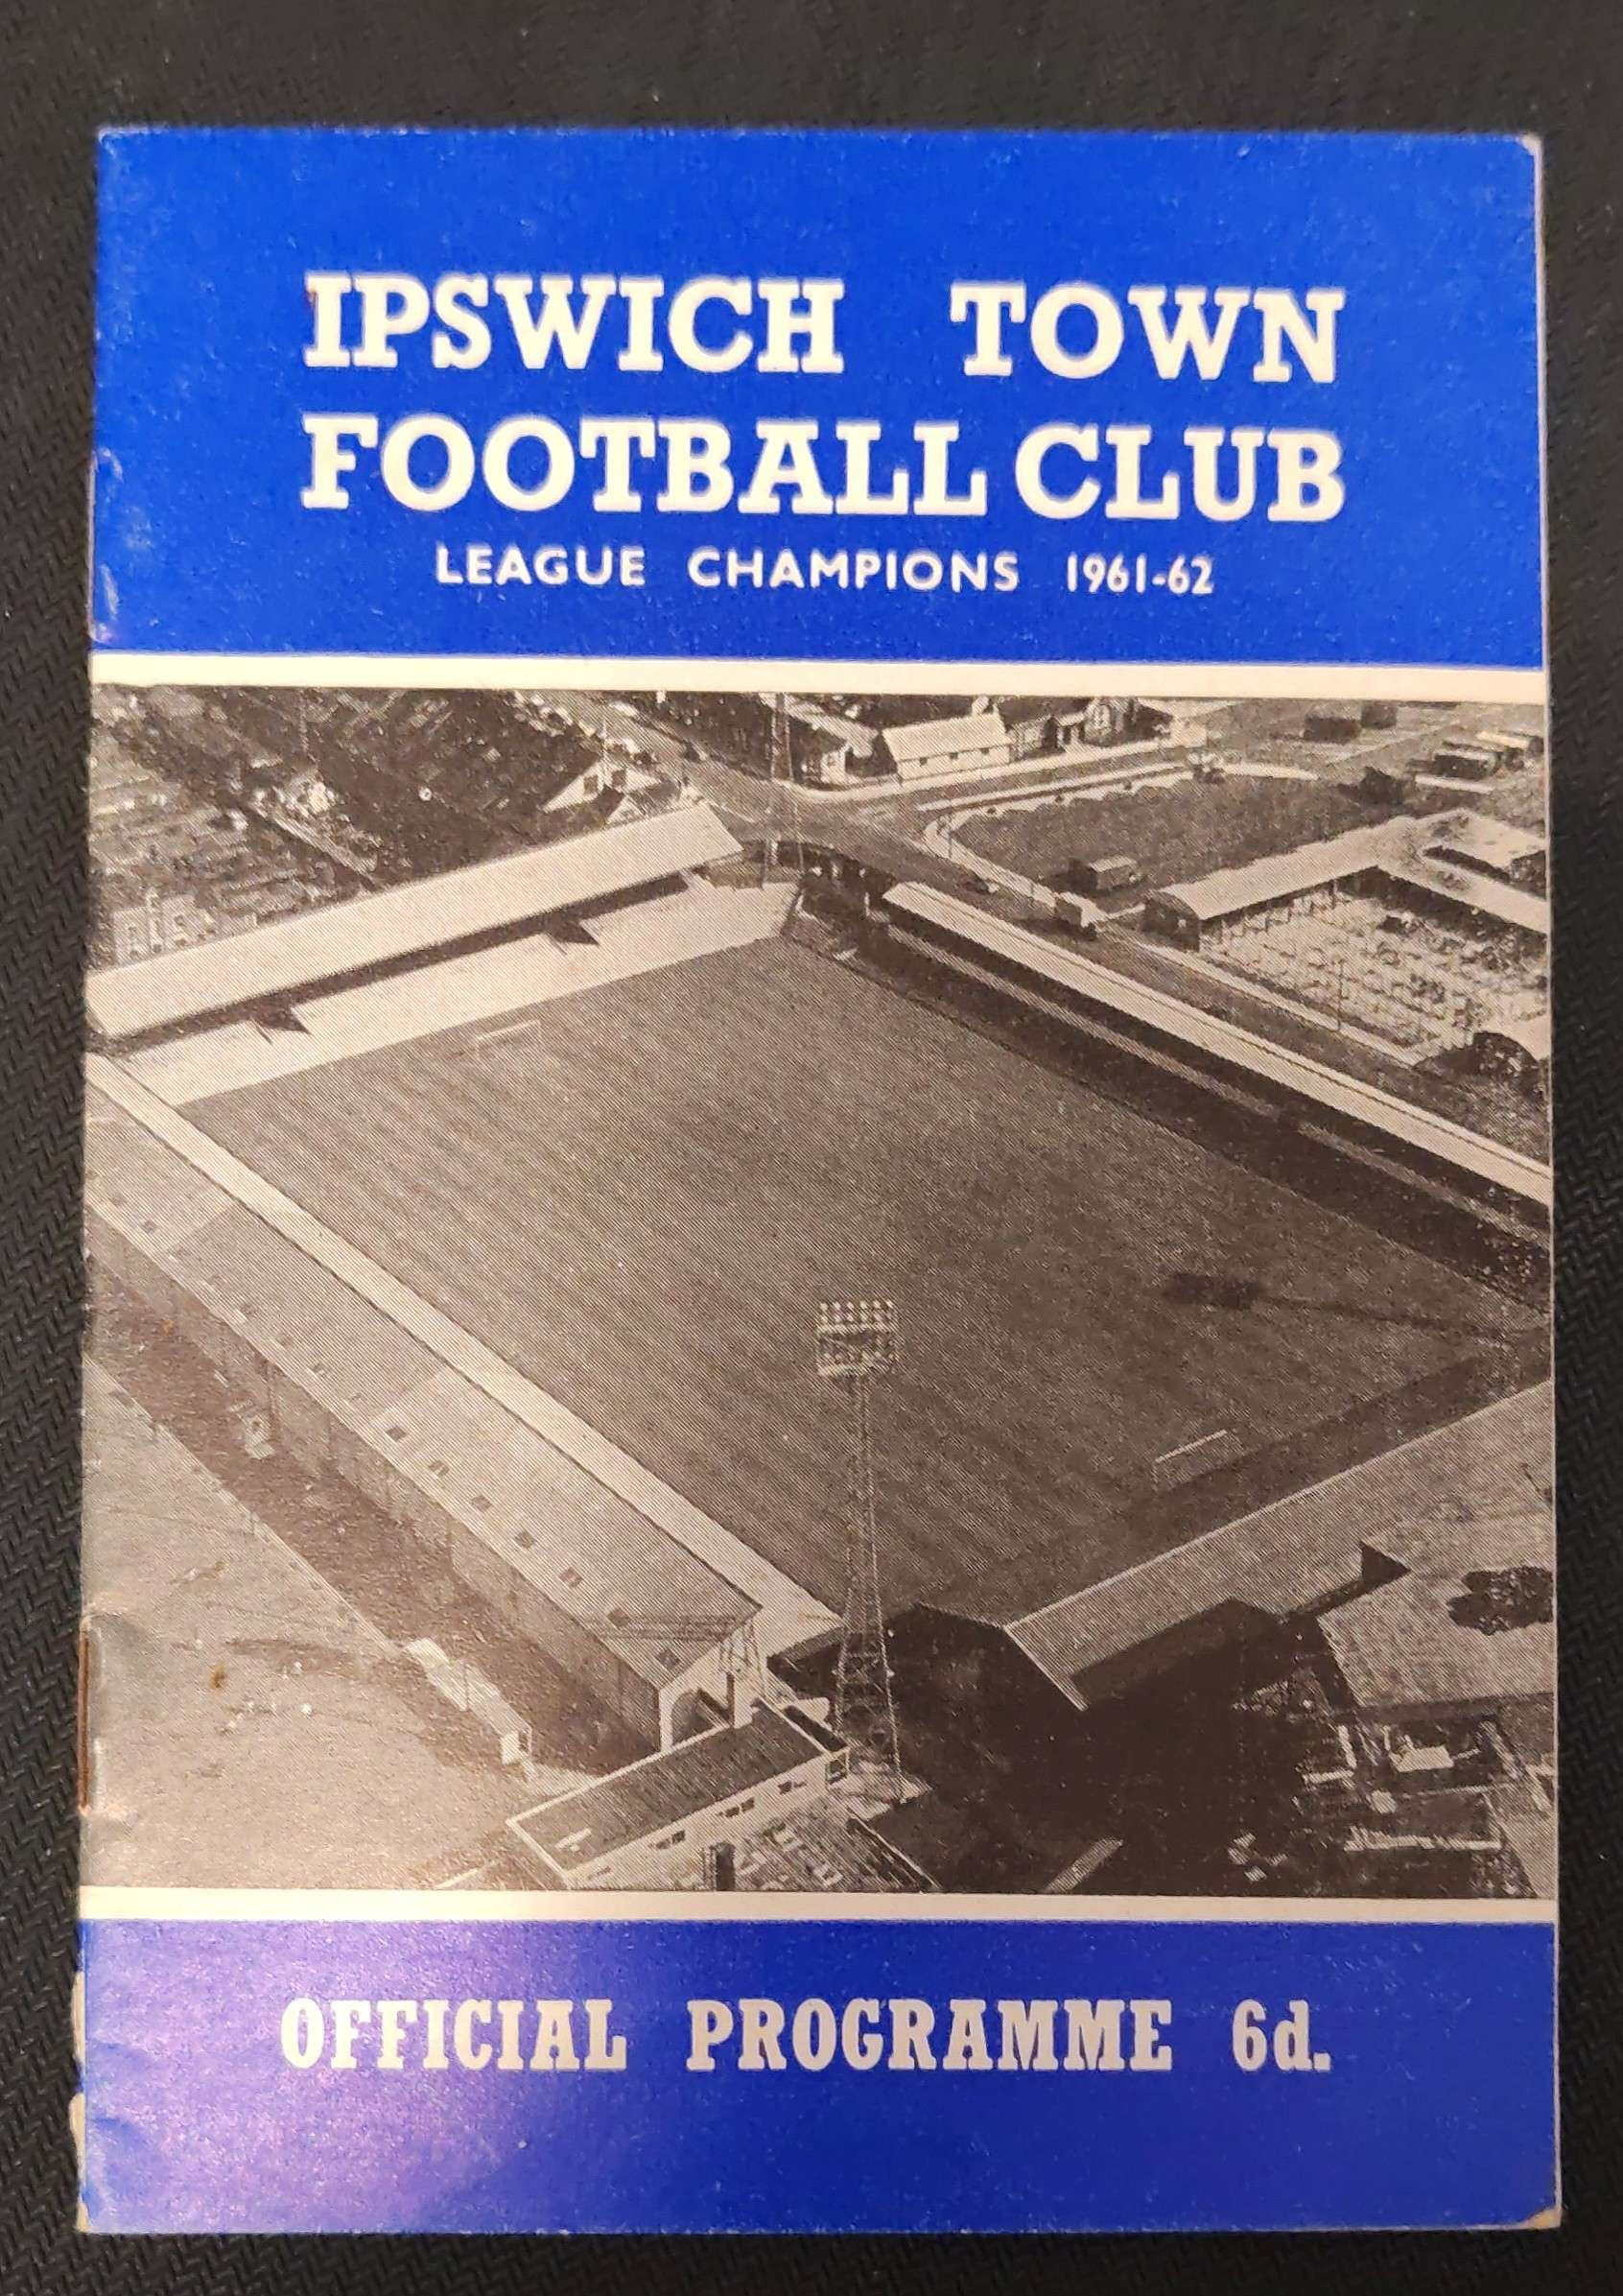 IPSWICH TOWN
FOOTBALL CLUB
LEAGUE CHAMPIONS 1961-62
OFFICIAL PROGRAMME 6d.